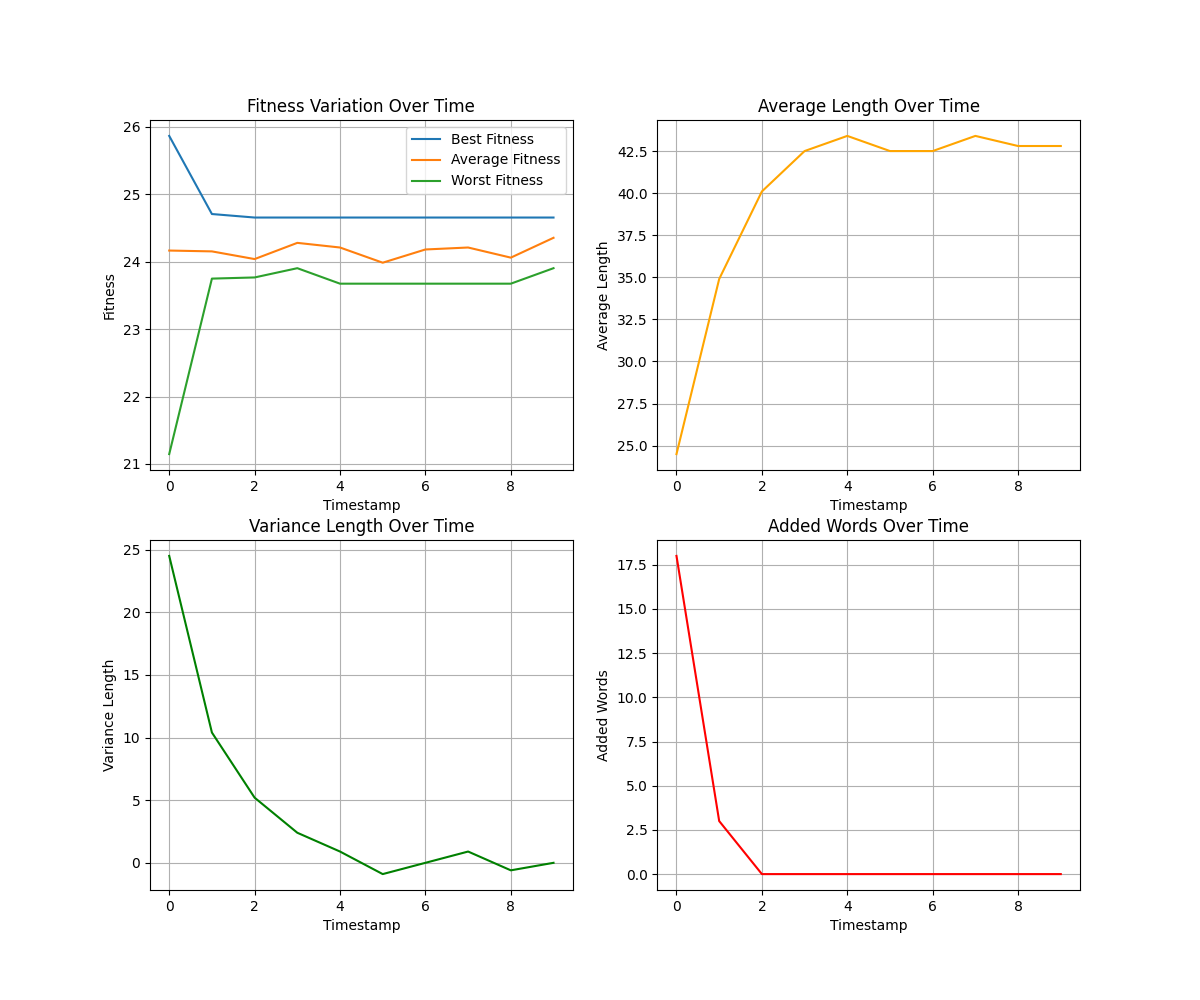 Fitness Variation Over Time
26
25
24
23
22
21
Fitness
Best Fitness
Average Fitness
Worst Fitness
0 2 4 6 8
Timestamp
Average Length Over Time
42.5
40.0
37.5
35.0
32.5
30.0
27.5
25.0
Average Length
0 2 4 6 8
Timestamp
Variance Length Over Time
25
20
15
10
5
0
Variance Length
0 2 4 6 8
Timestamp
Added Words Over Time
17.5
15.0
12.5
10.0
7.5
5.0
2.5
0.0
Added Words
0 2 4 6 8
Timestamp